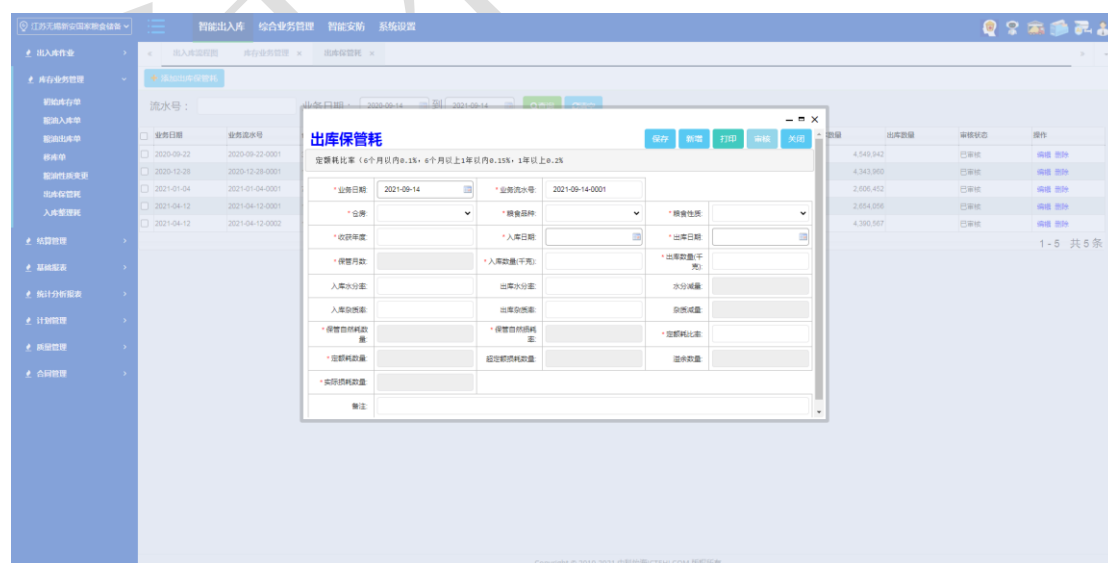 江苏无锡新安国家粮食储备
智能出入库 综合业务管理 智能安防 系统设置
出入库作业
库存业务管理
初始库存单
粮油入库单
粮油出库单
移库单
粮油性质变更
出库保管耗
入库整理耗
结算管理
基础报表
统计分析报表
计划管理
质量管理
合同管理
库存业务管理 × 出库保管耗 ×
添加出库保管耗
流水号： 业务日期： 2020-09-14 到 2021-09-14
业务日期 业务流水号 数量 出库数量 审核状态 操作
2020-09-22 2020-09-22-0001 4,549,942 已审核 编辑 删除
2020-12-28 2020-12-28-0001 4,343,960 已审核 编辑 删除
2021-01-04 2021-01-04-0001 2,606,452 已审核 编辑 删除
2021-04-12 2021-04-12-0001 2,654,056 已审核 编辑 删除
2021-04-12 2021-04-12-0002 4,390,567 已审核 编辑 删除
1-5 共5条
出库保管耗
保存 新增 打印 审核 关闭
定额耗比率（6个月以内0.1%，6个月以上1年以内0.15%，1年以上0.2%
*业务日期: 2021-09-14 *业务流水号: 2021-09-14-0001
*仓房: *粮食品种: *粮食性质:
*收获年度: *入库日期: *出库日期:
*保管月数: *入库数量(千克): *出库数量(千克):
入库水分率: 出库水分率: 水分减量:
入库杂质率: 出库杂质率: 杂质减量:
*保管自然耗数量: *保管自然损耗率: *定额耗比率:
*定额耗数量: 超定额损耗数量: 溢余数量:
*实际损耗数量:
备注: